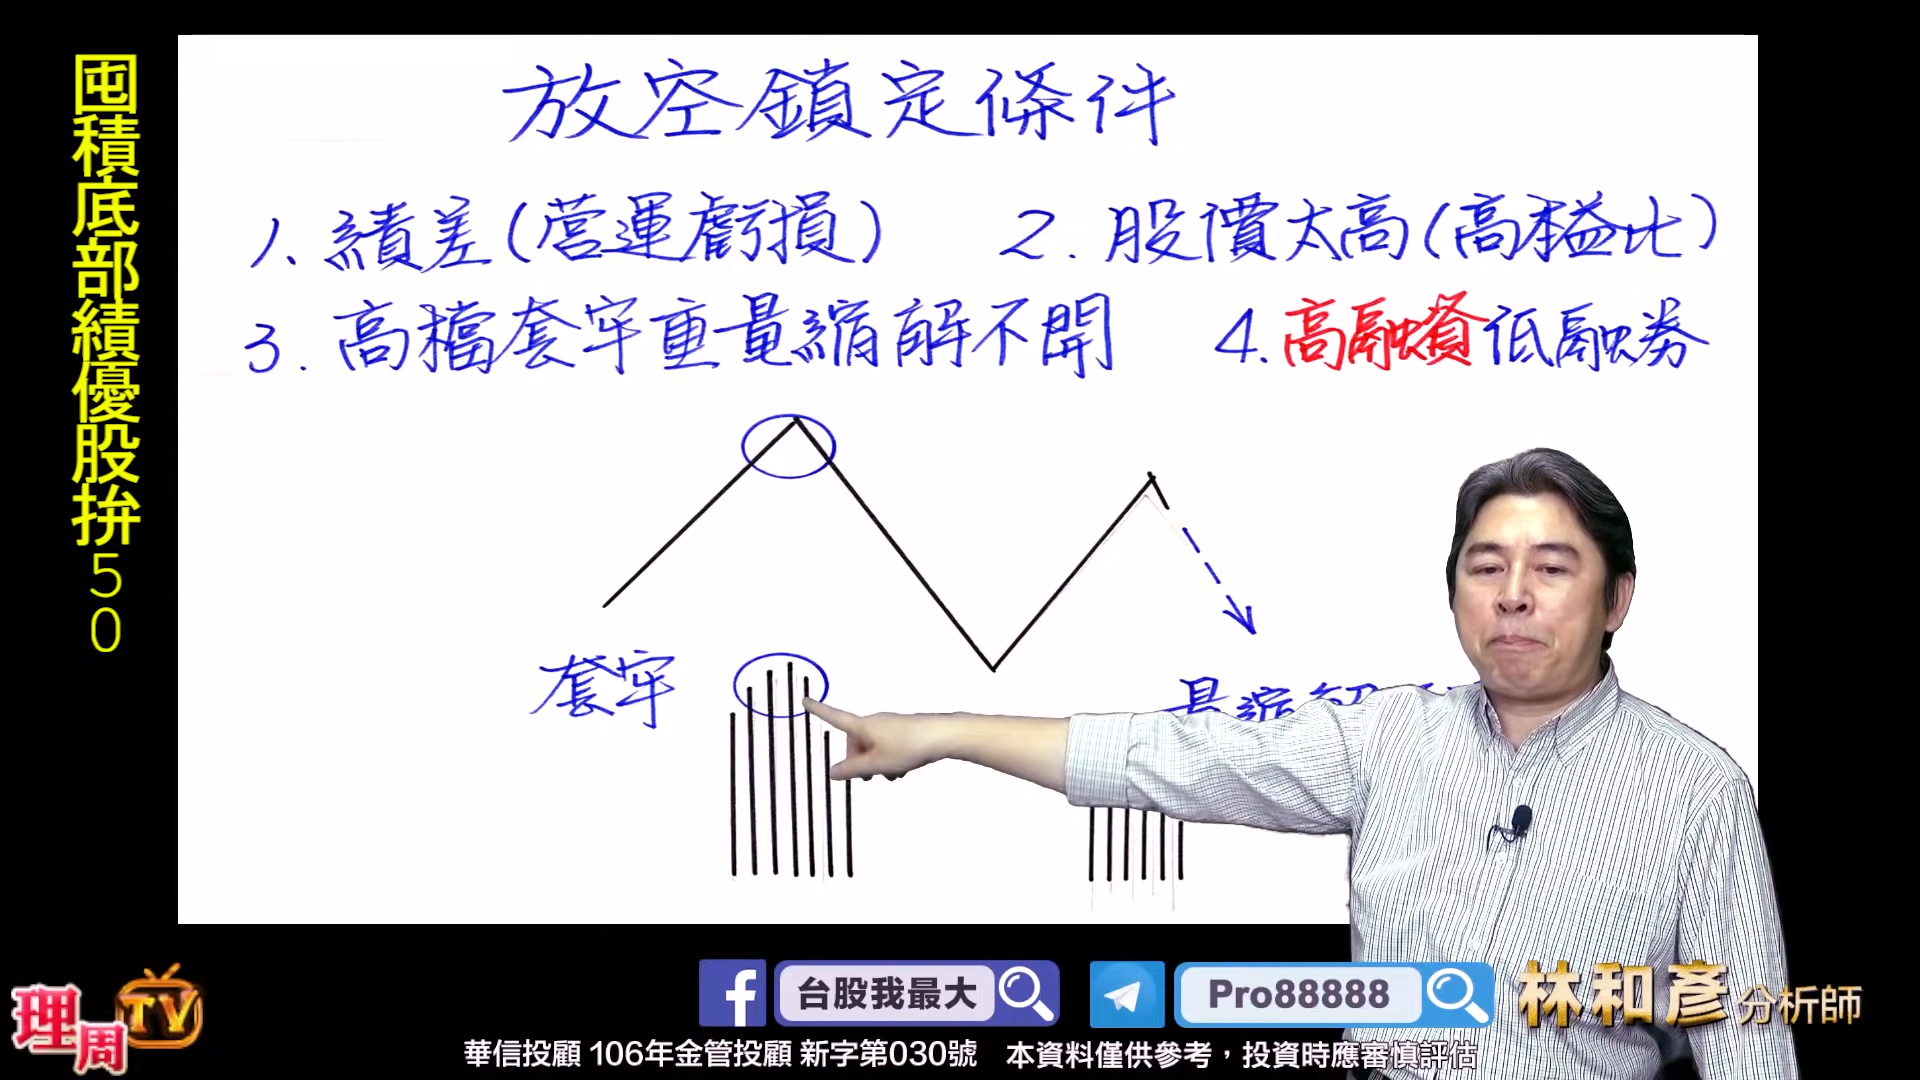 囤積底部績優股拚50
放空鎖定條件
1. 績差(营運虧損)
2. 股價太高(高本益比)
3. 高檔套牢重量縮解不開
4. 高融資低融券
套牢
量縮解
理周TV
台股我最大
Pro88888
林和彦分析師
華信投顧 106年金管投顧 新字第030號 本資料僅供參考，投資時應審慎評估